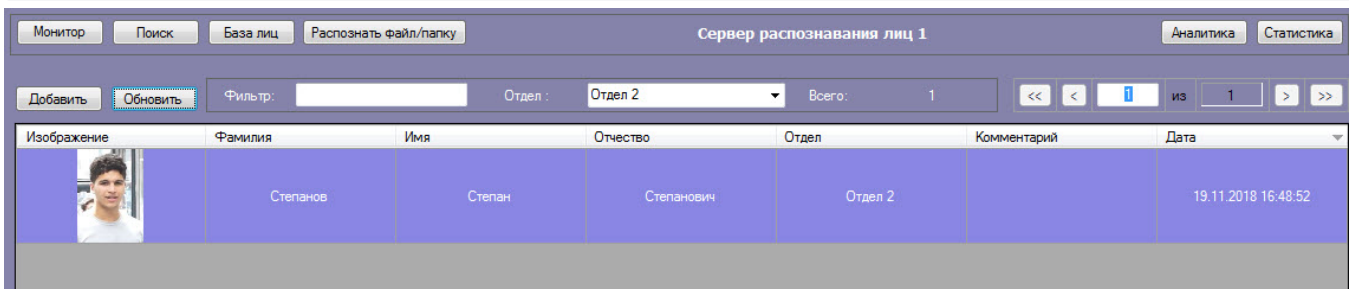 Монитор Поиск База лиц Распознать файл/папку Сервер распознавания лиц 1 Аналитика Статистика
Добавить Обновить Фильтр: Отдел : Отдел 2 Всего: 1 << < 1 из 1 > >>
Изображение Фамилия Имя Отчество Отдел Комментарий Дата
Степанов Степан Степанович Отдел 2 19.11.2018 16:48:52